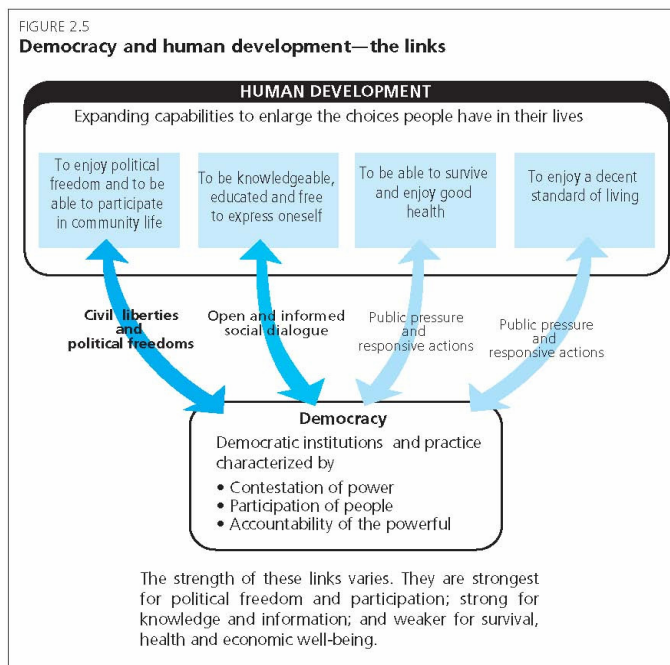 FIGURE 2.5
Democracy and human development—the links
HUMAN DEVELOPMENT
Expanding capabilities to enlarge the choices people have in their lives
To enjoy political
freedom and to be
able to participate
in community life
To be knowledgeable,
educated and free
to express oneself
To be able to survive
and enjoy good
health
To enjoy a decent
standard of living
Civil liberties
and
political freedoms
Open and informed
social dialogue
Public pressure
and
responsive actions
Public pressure
and
responsive actions
Democracy
Democratic institutions and practice
characterized by
• Contestation of power
• Participation of people
• Accountability of the powerful
The strength of these links varies. They are strongest
for political freedom and participation; strong for
knowledge and information; and weaker for survival,
health and economic well-being.